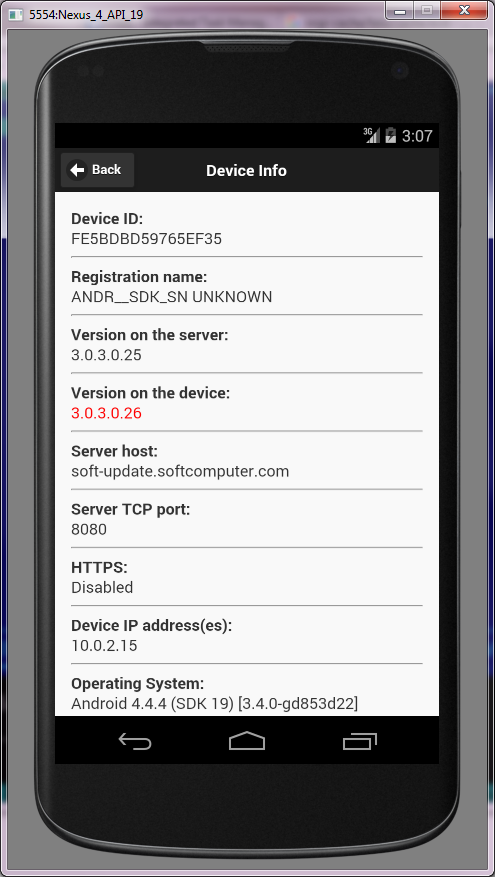 5554:Nexus_4_API_19
3G 3:07
Back
Device Info
Device ID:
FE5BDBD59765EF35
Registration name:
ANDR__SDK_SN UNKNOWN
Version on the server:
3.0.3.0.25
Version on the device:
3.0.3.0.26
Server host:
soft-update.softcomputer.com
Server TCP port:
8080
HTTPS:
Disabled
Device IP address(es):
10.0.2.15
Operating System:
Android 4.4.4 (SDK 19) [3.4.0-gd853d22]